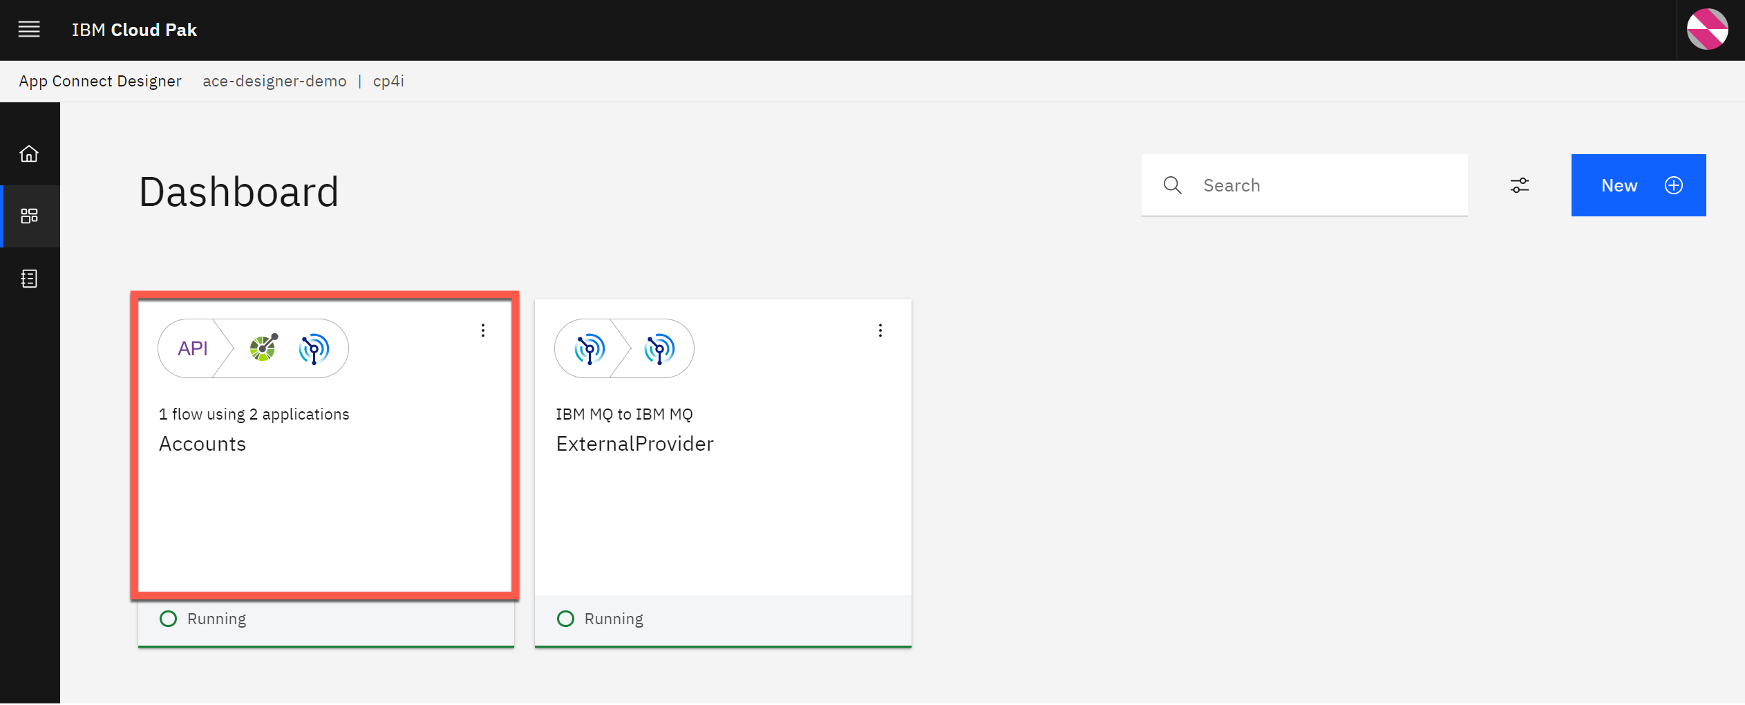 IBM Cloud Pak
App Connect Designer ace-designer-demo | cp4i
Dashboard
Search
New
API
1 flow using 2 applications
Accounts
Running
IBM MQ to IBM MQ
ExternalProvider
Running